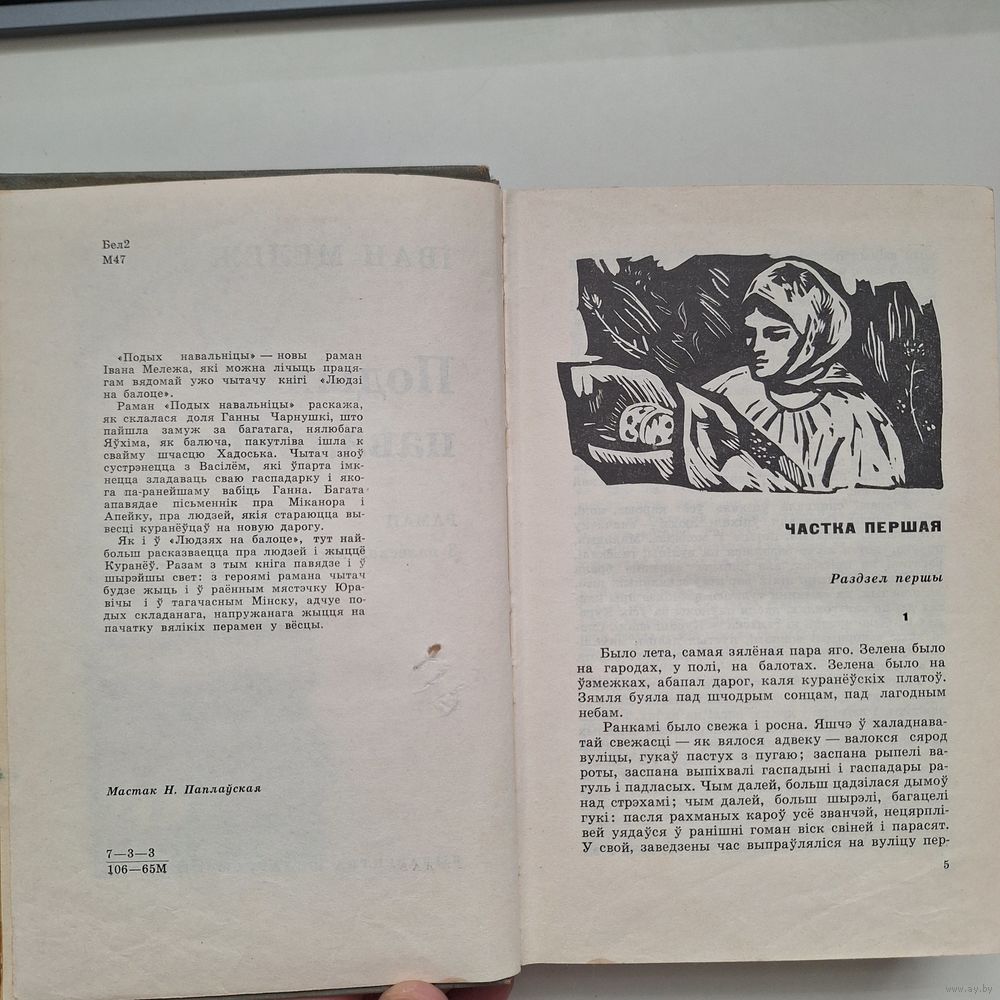 Бел2
М47
«Подых навальніцы» — новы раман
Івана Мележа, які можна лічыць працяг-
гам вядомай ужо чытачу кнігі «Людзі
на балоце».
Раман «Подых навальніцы» раскажа,
як склалася доля Ганны Чарнушкі, што
пайшла замуж за багатага, нялюбага
Яўхіма, як балюча, пакутліва ішла к
свайму шчасцю Хадоська. Чытач зноў
сустрэнецца з Васілём, які ўпарта імк-
нецца зладаваць сваю гаспадарку і яко-
га па-ранейшаму вабіць Ганна. Багата
апавядае пісьменнік пра Міканора і
Апейку, пра людзей, якія стараюцца вы-
весці куранёўцаў на новую дарогу.
Як і ў «Людзях на балоце», тут най-
больш расказваецца пра людзей і жыццё
Куранёў. Разам з тым кніга павядзе і ў
шырэйшы свет: з героямі рамана чытач
будзе жыць і ў раённым мястэчку Юра-
вічы і ў тагачасным Мінску, адчуе по-
дых складанага, напружанага жыцця на
пачатку вялікіх перамен у вёсцы.
Мастак Н. Паплаўская
7—3—3
106—65М
ЧАСТКА ПЕРШАЯ
Раздзел першы
1
Было лета, самая зялёная пара яго. Зелена было
на гародах, у полі, на балотах. Зелена было на
ўзмежках, абапал дарог, каля куранёўскіх платоў.
Зямля буяла пад шчодрым сонцам, пад лагодным
небам.
Ранкамі было свежа і росна. Яшчэ ў халаднава-
тай свежасці — як вялося адвеку — валокся сярод
вуліцы, гукаў пастух з пугаю; заспана рыпелі ва-
роты, заспана выпіхвалі гаспадыні і гаспадары ра-
гуль і падласых. Чым далей, больш цадзілася дымоў
над стрэхамі; чым далей, больш шырэлі, багацелі
гукі: пасля рахманых кароў усё званчэй, нецярплі-
вей уядаўся ў ранішні гоман віск свіней і парасят.
У свой, заведзены час выпраўляліся на вуліцу пер-
5
www.ay.by